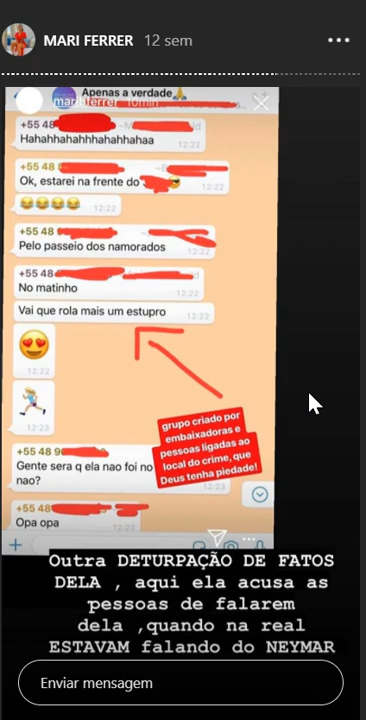 MARI FERRER 12 sem
Apenas a verdade🙏
+55 48
Hahahhahahhhahahhahaa
12:22
+55 48
Ok, estarei na frente do
12:22
😂😂😂😂
12:22
+55 48
Pelo passeio dos namorados
12:22
+55 48
No matinho
12:22
Vai que rola mais um estupro
12:22
😍
12:22
12:23
grupo criado por
embaixadoras e
pessoas ligadas ao
local do crime, que
Deus tenha piedade!
+55 48 9
Gente sera q ela nao foi no
nao?
12:23
+55 48
Opa opa
12:23
Outra DETURPAÇÃO DE FATOS
DELA , aqui ela acusa as
pessoas de falarem
dela ,quando na real
ESTAVAM falando do NEYMAR
Enviar mensagem